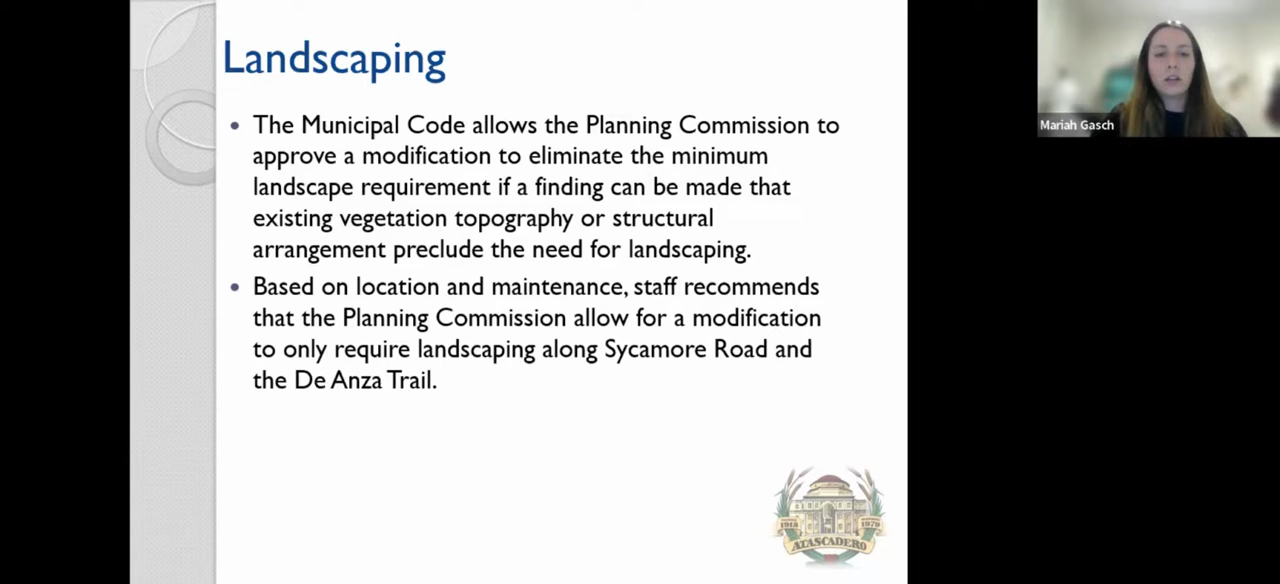 Landscaping
• The Municipal Code allows the Planning Commission to
approve a modification to eliminate the minimum
landscape requirement if a finding can be made that
existing vegetation topography or structural
arrangement preclude the need for landscaping.
• Based on location and maintenance, staff recommends
that the Planning Commission allow for a modification
to only require landscaping along Sycamore Road and
the De Anza Trail.
Mariah Gasch
1918
1979
ATASCADERO